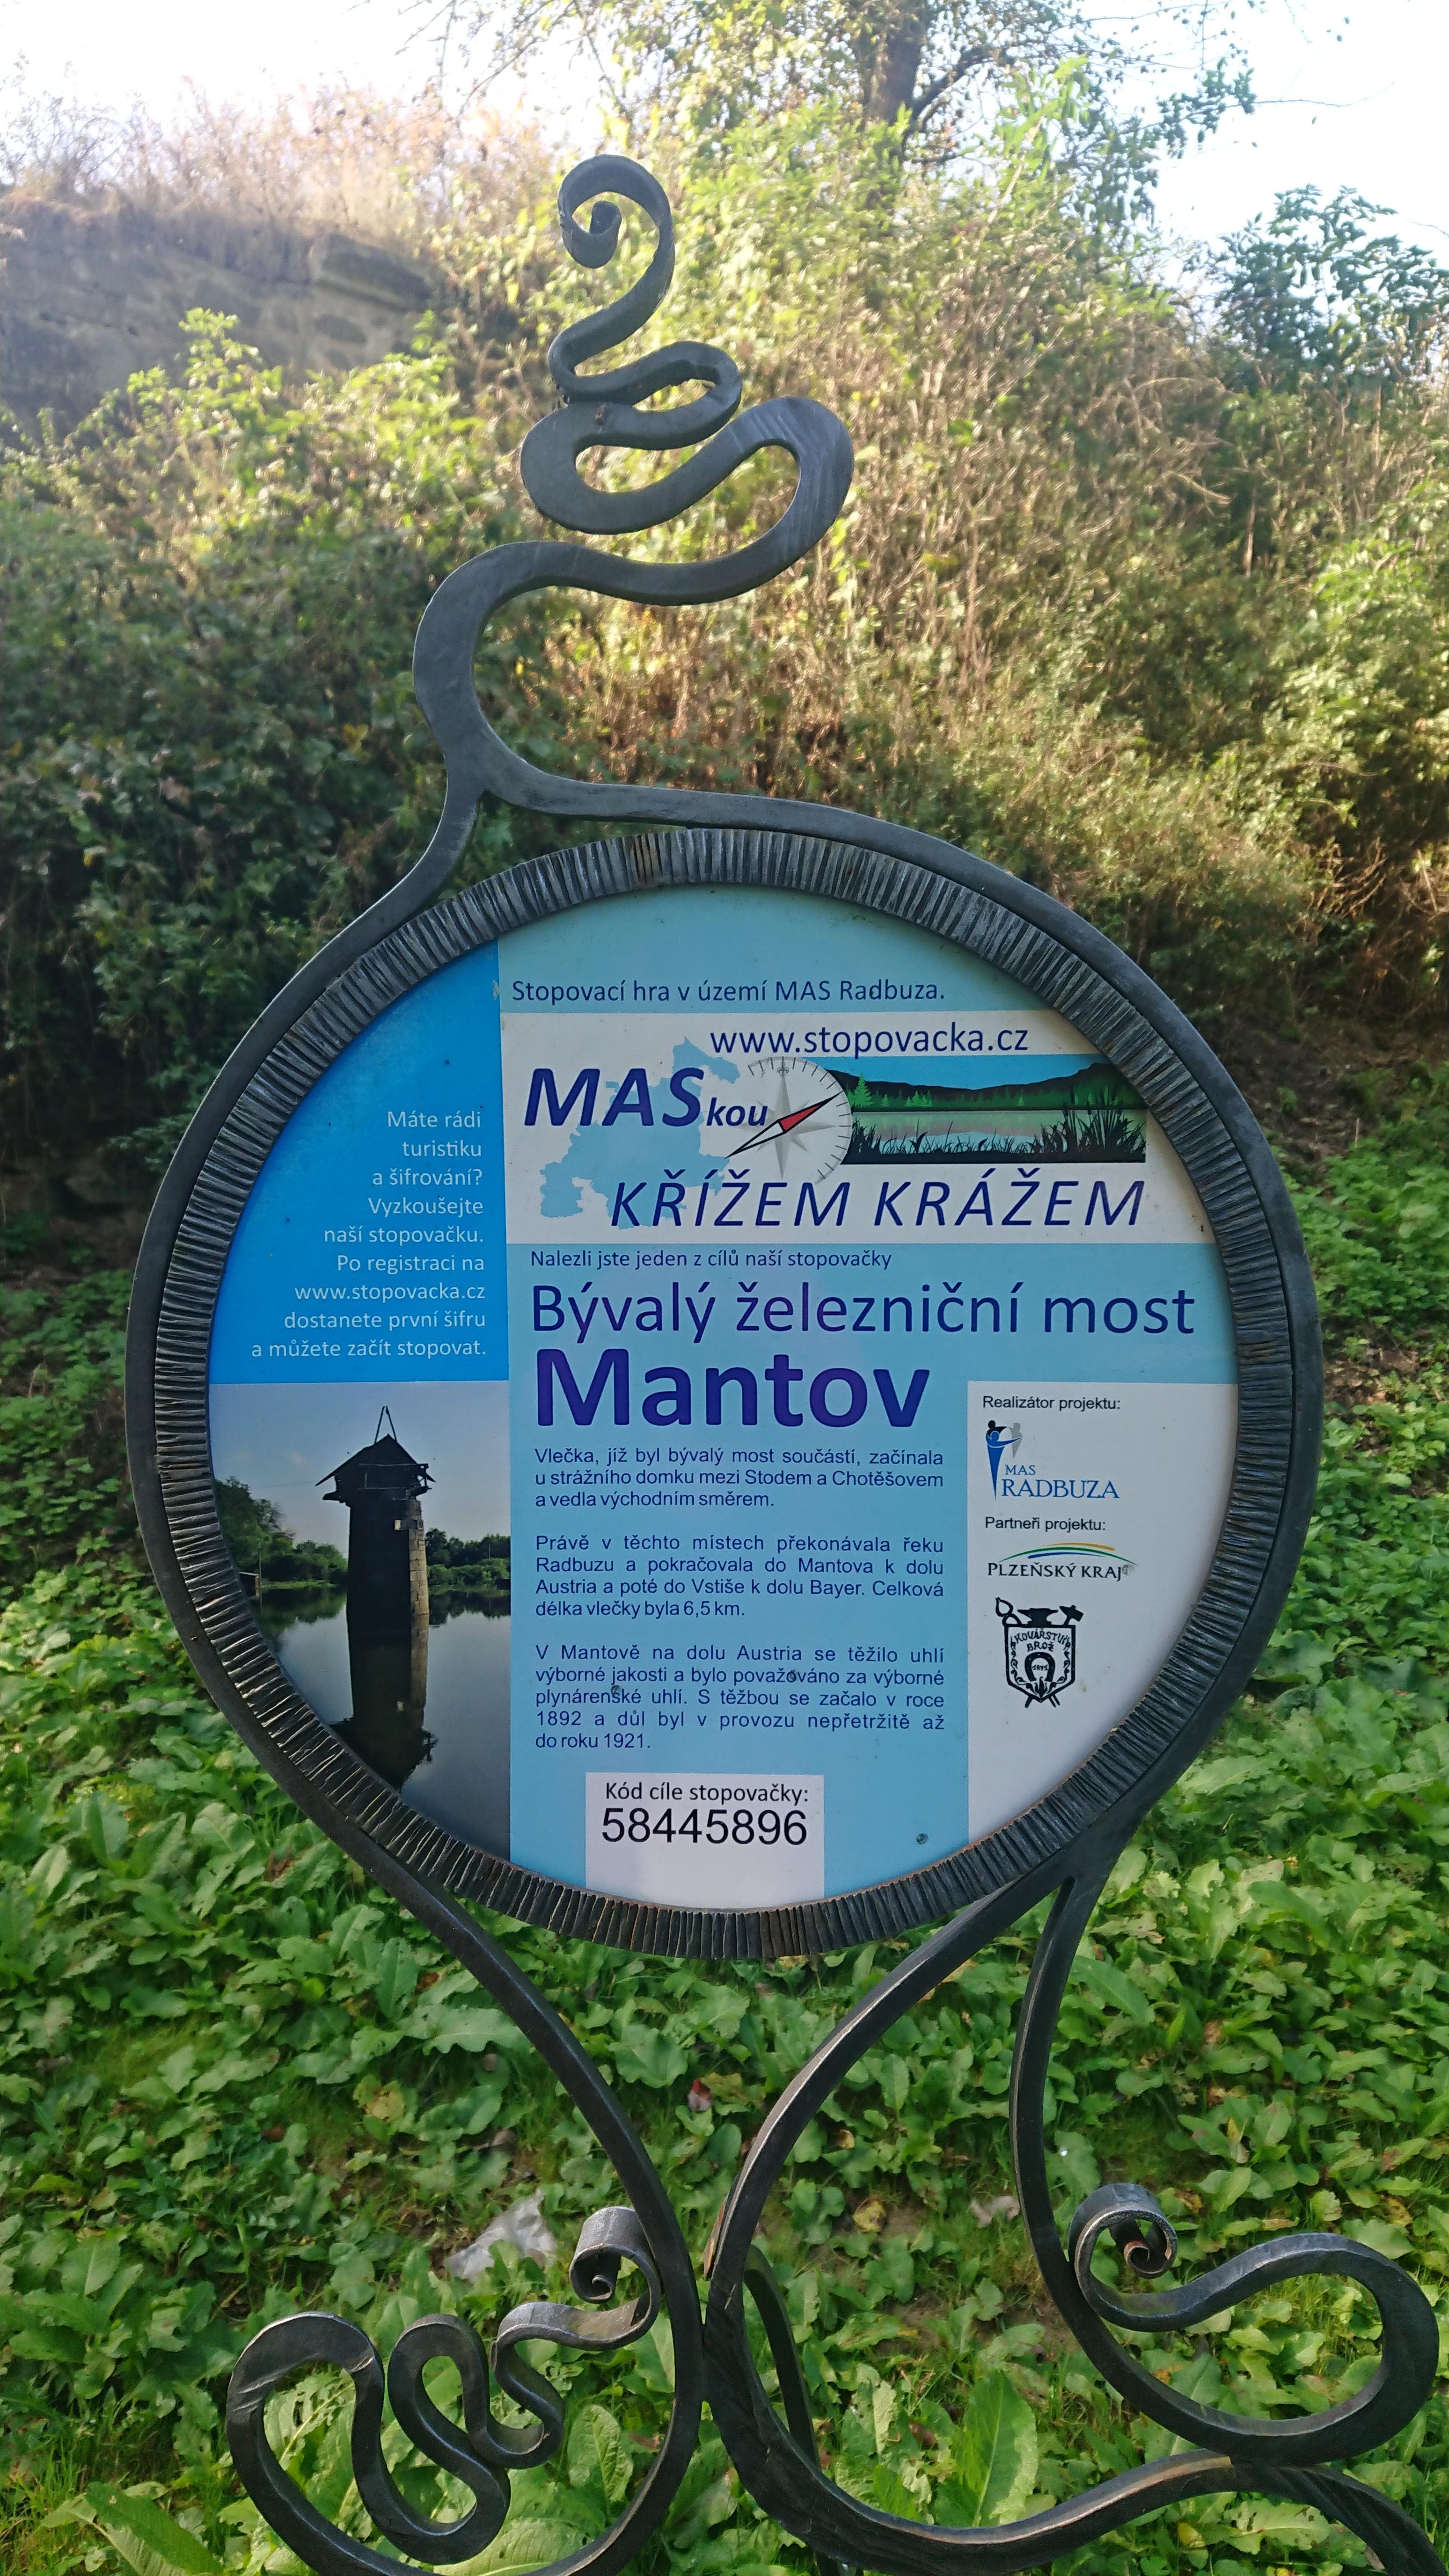 Stopovací hra v území MAS Radbuza.
www.stopovacka.cz
MASkou
KŘÍŽEM KRÁŽEM
Máte rádi
turistiku
a šifrování?
Vyzkoušejte
naší stopovačku.
Po registraci na
www.stopovacka.cz
dostanete první šifru
a můžete začít stopovat.
Nalezli jste jeden z cílů naší stopovačky
Bývalý železniční most
Mantov
Vlečka, jíž byl bývalý most součástí, začínala
u strážního domku mezi Stodem a Chotěšovem
a vedla východním směrem.
Právě v těchto místech překonávala řeku
Radbuzu a pokračovala do Mantova k dolu
Austria a poté do Vstiše k dolu Bayer. Celková
délka vlečky byla 6,5 km.
V Mantově na dolu Austria se těžilo uhlí
výborné jakosti a bylo považováno za výborné
plynárenské uhlí. S těžbou se začalo v roce
1892 a důl byl v provozu nepřetržitě až
do roku 1921.
Kód cíle stopovačky:
58445896
Realizátor projektu:
MAS
RADBUZA
Partneři projektu:
PLZEŇSKÝ KRAJ
KOVÁŘSTVÍ
BROŽ